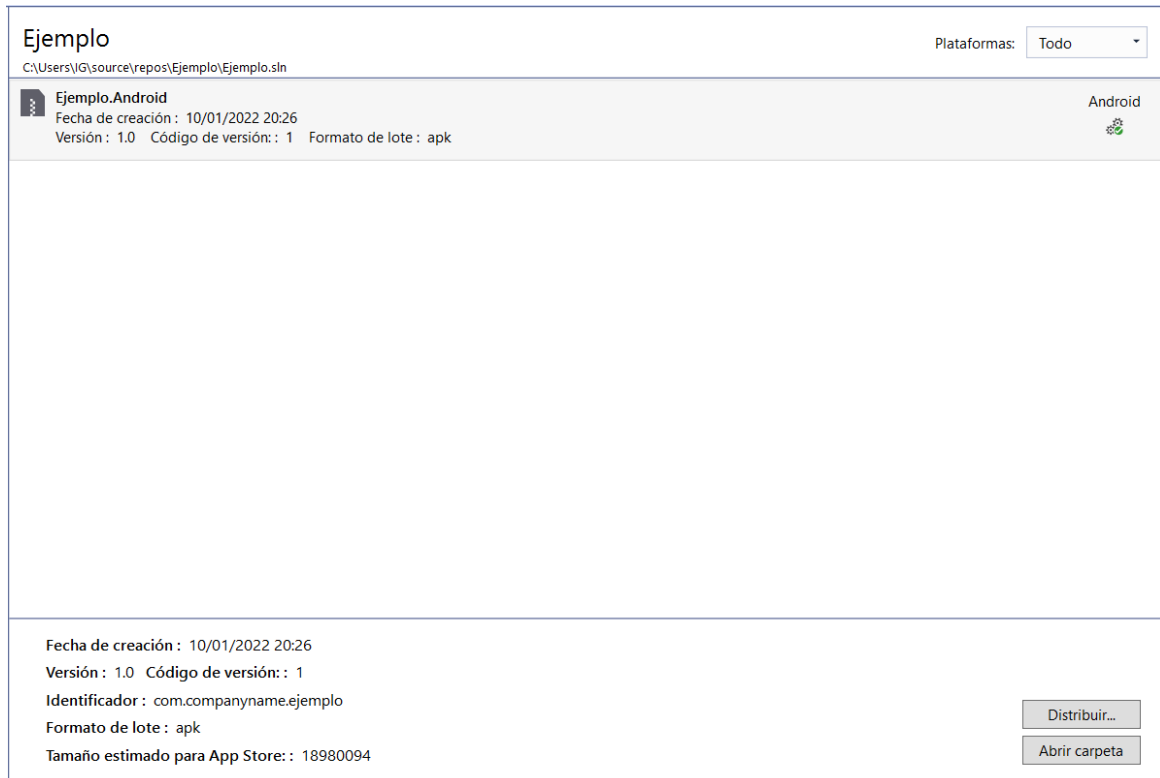 Ejemplo
Plataformas: Todo
C:\Users\IG\source\repos\Ejemplo\Ejemplo.sln
Ejemplo.Android
Android
Fecha de creación : 10/01/2022 20:26
Versión : 1.0 Código de versión: : 1 Formato de lote : apk
Fecha de creación : 10/01/2022 20:26
Versión : 1.0 Código de versión: : 1
Identificador : com.companyname.ejemplo
Formato de lote : apk
Tamaño estimado para App Store: : 18980094
Distribuir...
Abrir carpeta